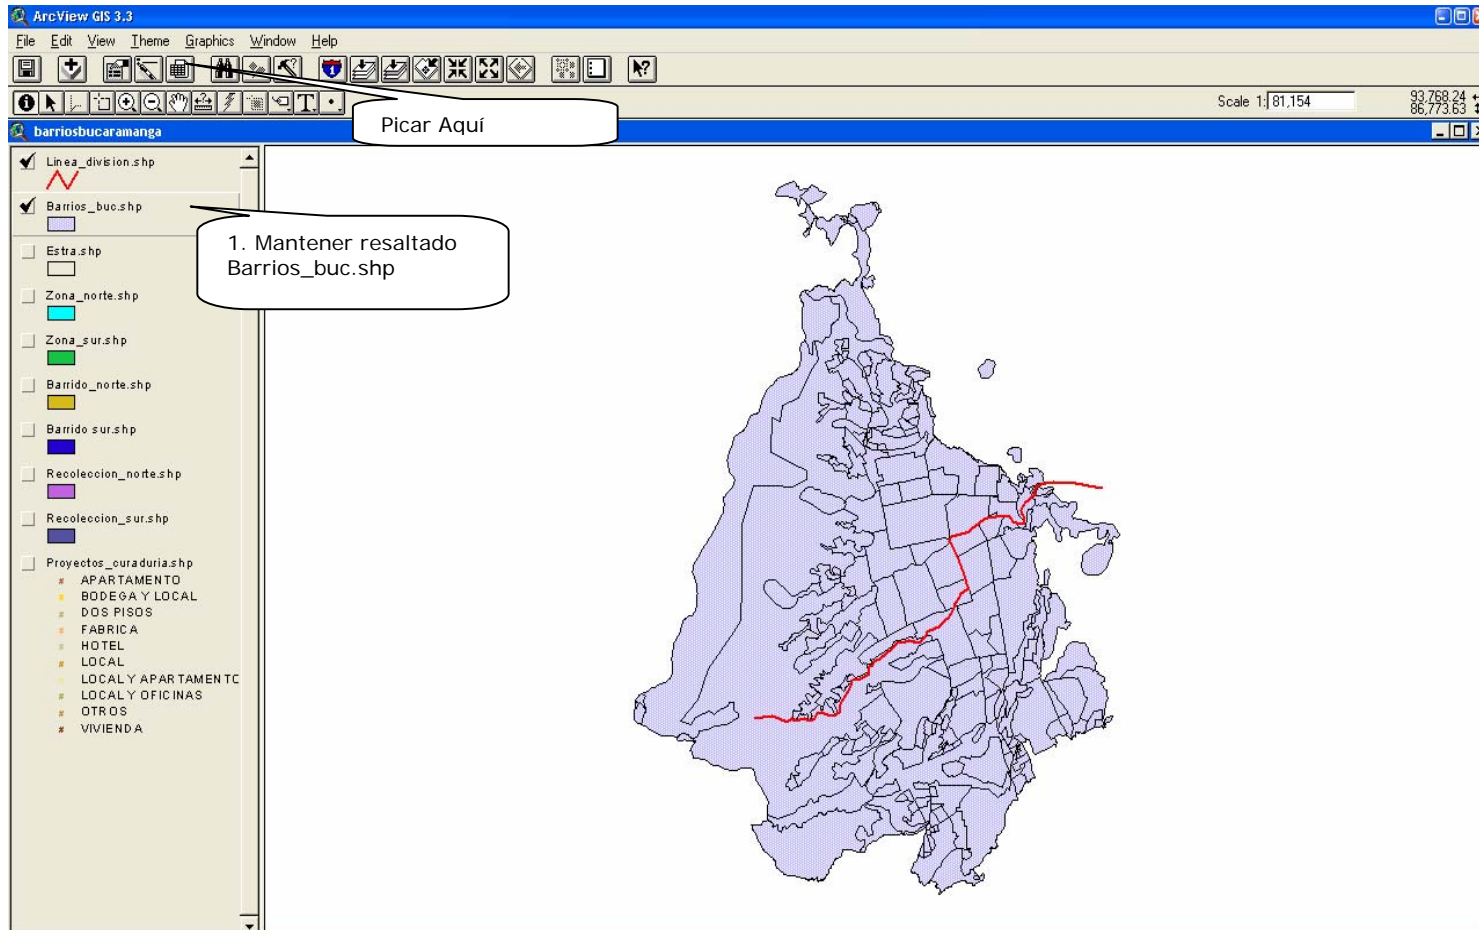 ArcView GIS 3.3
File Edit View Theme Graphics Window Help
Scale 1: 81,154
93,768.24
86,773.63
Picar Aquí
barriosbucaramanga
Linea_division.shp
Barrios_buc.shp
1. Mantener resaltado
Barrios_buc.shp
Estra.shp
Zona_norte.shp
Zona_sur.shp
Barrido_norte.shp
Barrido sur.shp
Recoleccion_norte.shp
Recoleccion_sur.shp
Proyectos_curaduria.shp
APARTAMENTO
BODEGA Y LOCAL
DOS PISOS
FABRICA
HOTEL
LOCAL
LOCAL Y APARTAMENTO
LOCAL Y OFICINAS
OTROS
VIVIENDA